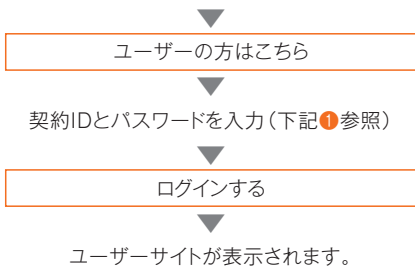 ユーザーの方はこちら
契約IDとパスワードを入力（下記❶参照）
ログインする
ユーザーサイトが表示されます。